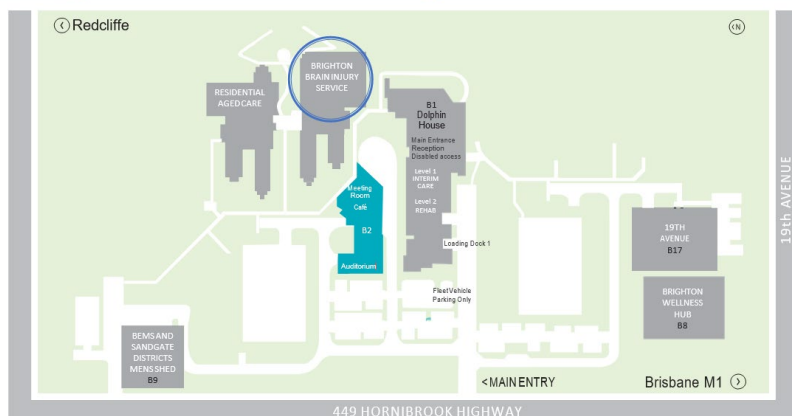 Redcliffe
N
BRIGHTON
BRAIN INJURY
SERVICE
RESIDENTIAL
AGED CARE
B1
Dolphin
House
Main Entrance
Reception
Disabled access
Level 1
INTERIM
CARE
Level 2
REHAB
Meeting
Room
Café
B2
Auditorium
Loading Dock 1
Fleet Vehicle
Parking Only
19TH
AVENUE
B17
BRIGHTON
WELLNESS
HUB
B8
19th AVENUE
BEMS AND
SANDGATE
DISTRICTS
MENS SHED
B9
<MAIN ENTRY
Brisbane M1
449 HORNIBROOK HIGHWAY